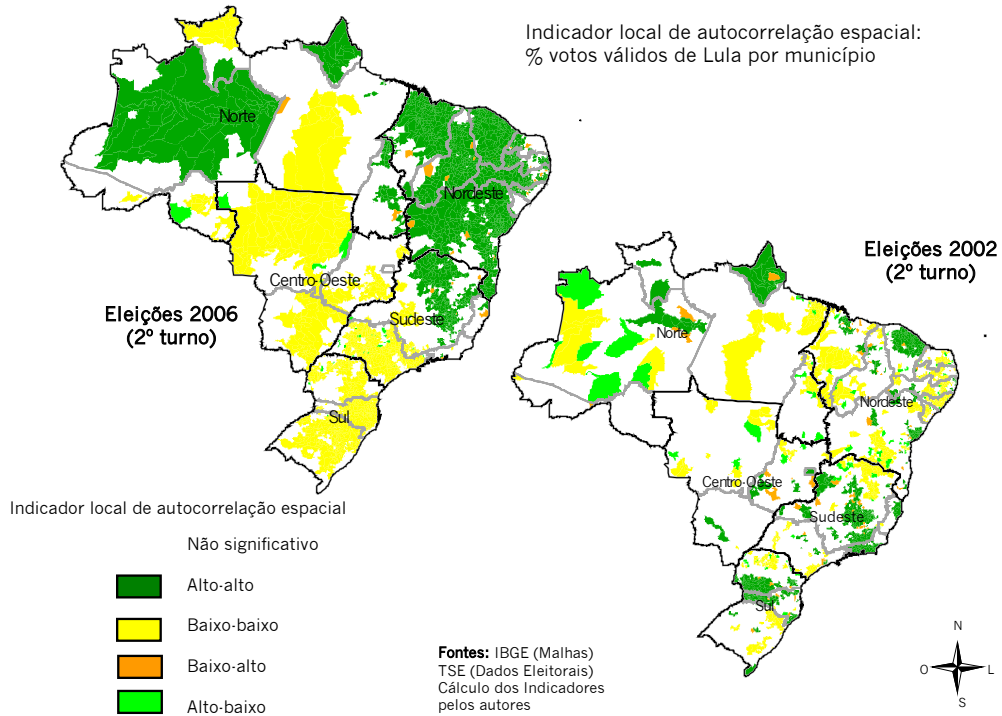 Indicador local de autocorrelação espacial:
% votos válidos de Lula por município
Norte
Nordeste
Centro-Oeste
Sudeste
Sul
Eleições 2006
(2º turno)
Eleições 2002
(2º turno)
Norte
Nordeste
Centro-Oeste
Sudeste
Sul
Indicador local de autocorrelação espacial
Não significativo
Alto-alto
Baixo-baixo
Baixo-alto
Alto-baixo
Fontes: IBGE (Malhas)
TSE (Dados Eleitorais)
Cálculo dos Indicadores
pelos autores
N
O L
S